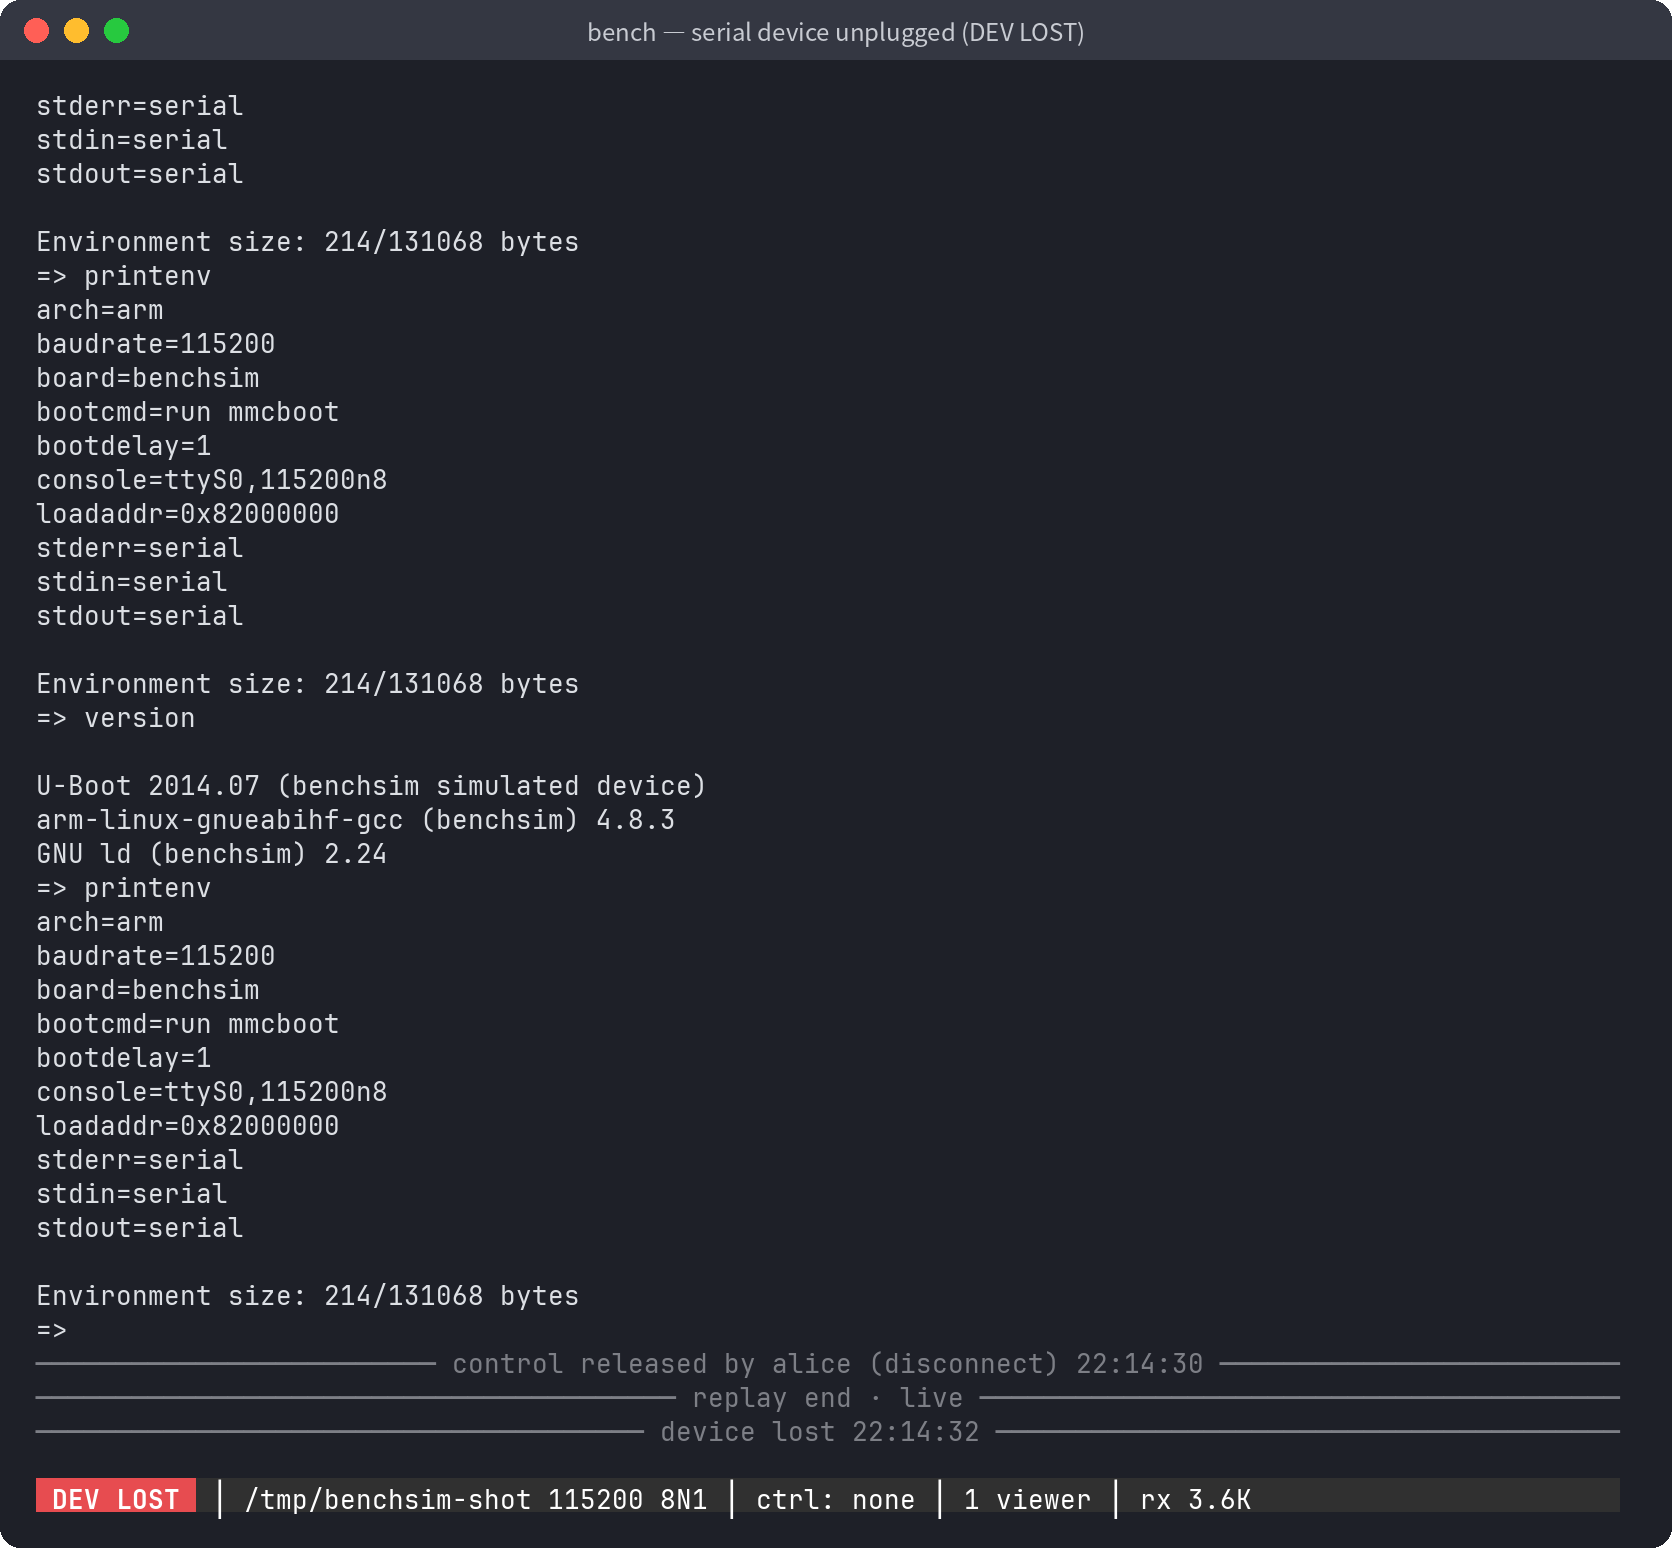 bench — serial device unplugged (DEV LOST)
stderr=serial
stdin=serial
stdout=serial
Environment size: 214/131068 bytes
=> printenv
arch=arm
baudrate=115200
board=benchsim
bootcmd=run mmcboot
bootdelay=1
console=ttyS0,115200n8
loadaddr=0x82000000
stderr=serial
stdin=serial
stdout=serial
Environment size: 214/131068 bytes
=> version
U-Boot 2014.07 (benchsim simulated device)
arm-linux-gnueabihf-gcc (benchsim) 4.8.3
GNU ld (benchsim) 2.24
=> printenv
arch=arm
baudrate=115200
board=benchsim
bootcmd=run mmcboot
bootdelay=1
console=ttyS0,115200n8
loadaddr=0x82000000
stderr=serial
stdin=serial
stdout=serial
Environment size: 214/131068 bytes
=>
control released by alice (disconnect) 22:14:30
replay end · live
device lost 22:14:32
DEV LOST │ /tmp/benchsim-shot 115200 8N1 │ ctrl: none │ 1 viewer │ rx 3.6K